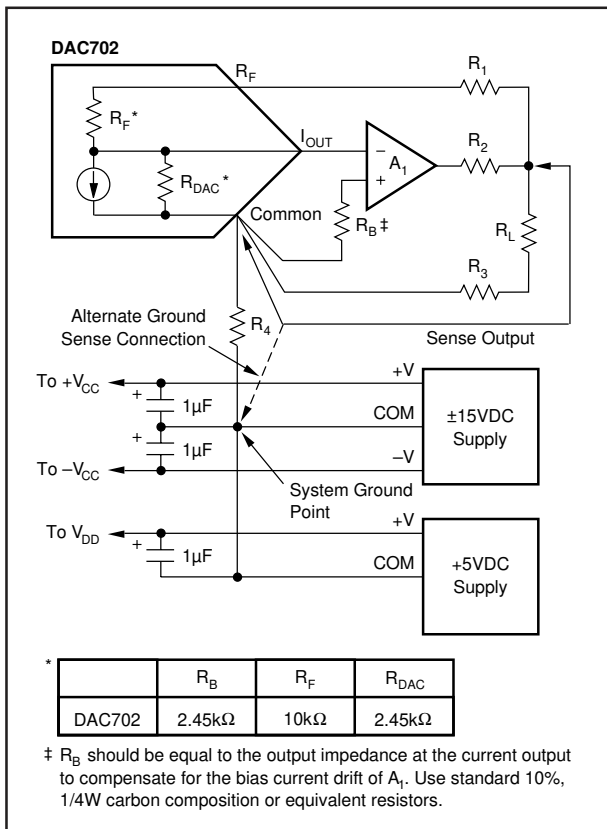 DAC702
R_F
R_1
R_F*
I_OUT
R_2
R_DAC*
−
A_1
+
Common
R_B‡
R_L
R_3
Alternate Ground
Sense Connection
R_4
Sense Output
To +V_CC
+V
+
1µF
COM
±15VDC
Supply
+
1µF
To −V_CC
−V
System Ground
Point
To V_DD
+V
+
1µF
COM
+5VDC
Supply
*
R_B R_F R_DAC
DAC702 2.45kΩ 10kΩ 2.45kΩ
‡ R_B should be equal to the output impedance at the current output
to compensate for the bias current drift of A_1. Use standard 10%,
1/4W carbon composition or equivalent resistors.